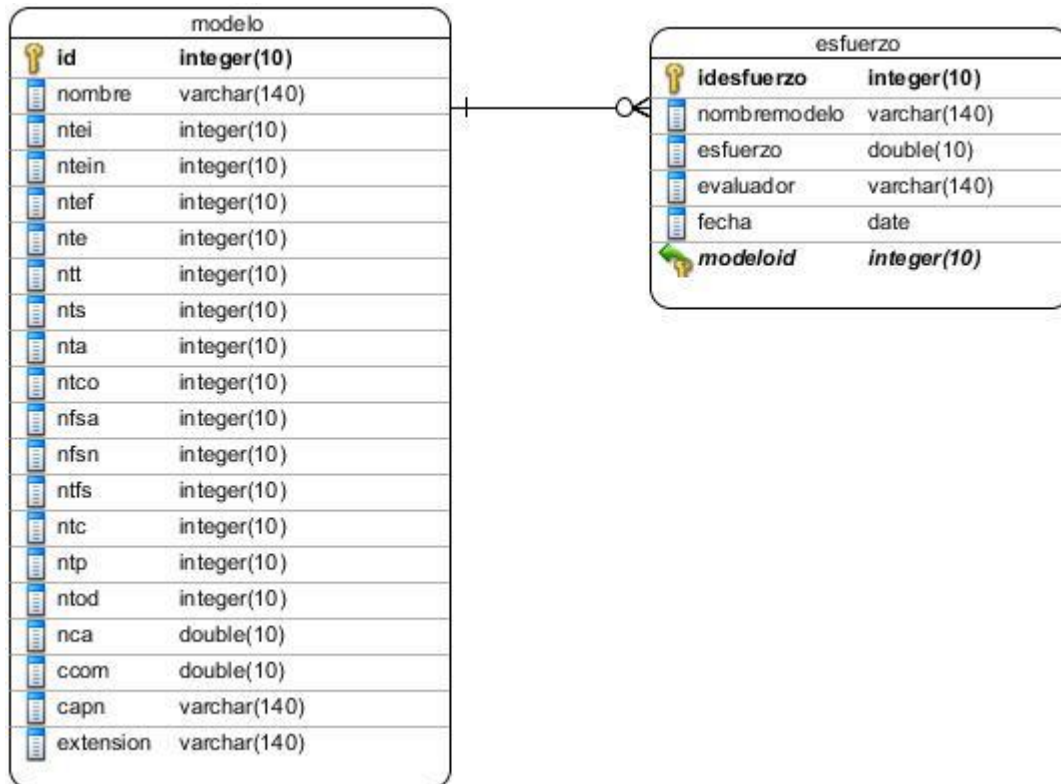 modelo
id integer(10)
nombre varchar(140)
ntei integer(10)
ntein integer(10)
ntef integer(10)
nte integer(10)
ntt integer(10)
nts integer(10)
nta integer(10)
ntco integer(10)
nfsa integer(10)
nfsn integer(10)
ntfs integer(10)
ntc integer(10)
ntp integer(10)
ntod integer(10)
nca double(10)
ccom double(10)
capn varchar(140)
extension varchar(140)
esfuerzo
idesfuerzo integer(10)
nombremodelo varchar(140)
esfuerzo double(10)
evaluador varchar(140)
fecha date
modeloid integer(10)